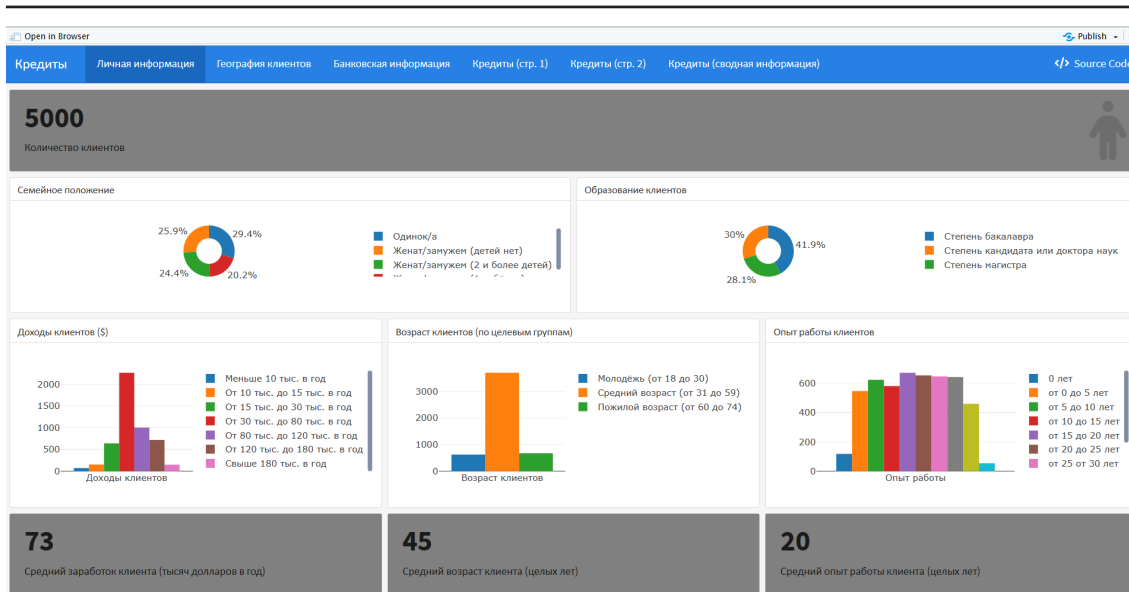 Open in Browser
Publish
Кредиты
Личная информация
География клиентов
Банковская информация
Кредиты (стр. 1)
Кредиты (стр. 2)
Кредиты (сводная информация)
</> Source Code
5000
Количество клиентов
Семейное положение
25.9%
29.4%
24.4%
20.2%
Одинок/а
Женат/замужем (детей нет)
Женат/замужем (2 и более детей)
Образование клиентов
30%
41.9%
28.1%
Степень бакалавра
Степень кандидата или доктора наук
Степень магистра
Доходы клиентов ($)
2000
1500
1000
500
0
Доходы клиентов
Меньше 10 тыс. в год
От 10 тыс. до 15 тыс. в год
От 15 тыс. до 30 тыс. в год
От 30 тыс. до 80 тыс. в год
От 80 тыс. до 120 тыс. в год
От 120 тыс. до 180 тыс. в год
Свыше 180 тыс. в год
Возраст клиентов (по целевым группам)
3000
2000
1000
0
Возраст клиентов
Молодёжь (от 18 до 30)
Средний возраст (от 31 до 59)
Пожилой возраст (от 60 до 74)
Опыт работы клиентов
600
400
200
0
Опыт работы
0 лет
от 0 до 5 лет
от 5 до 10 лет
от 10 до 15 лет
от 15 до 20 лет
от 20 до 25 лет
от 25 от 30 лет
73
Средний заработок клиента (тысяч долларов в год)
45
Средний возраст клиента (целых лет)
20
Средний опыт работы клиента (целых лет)